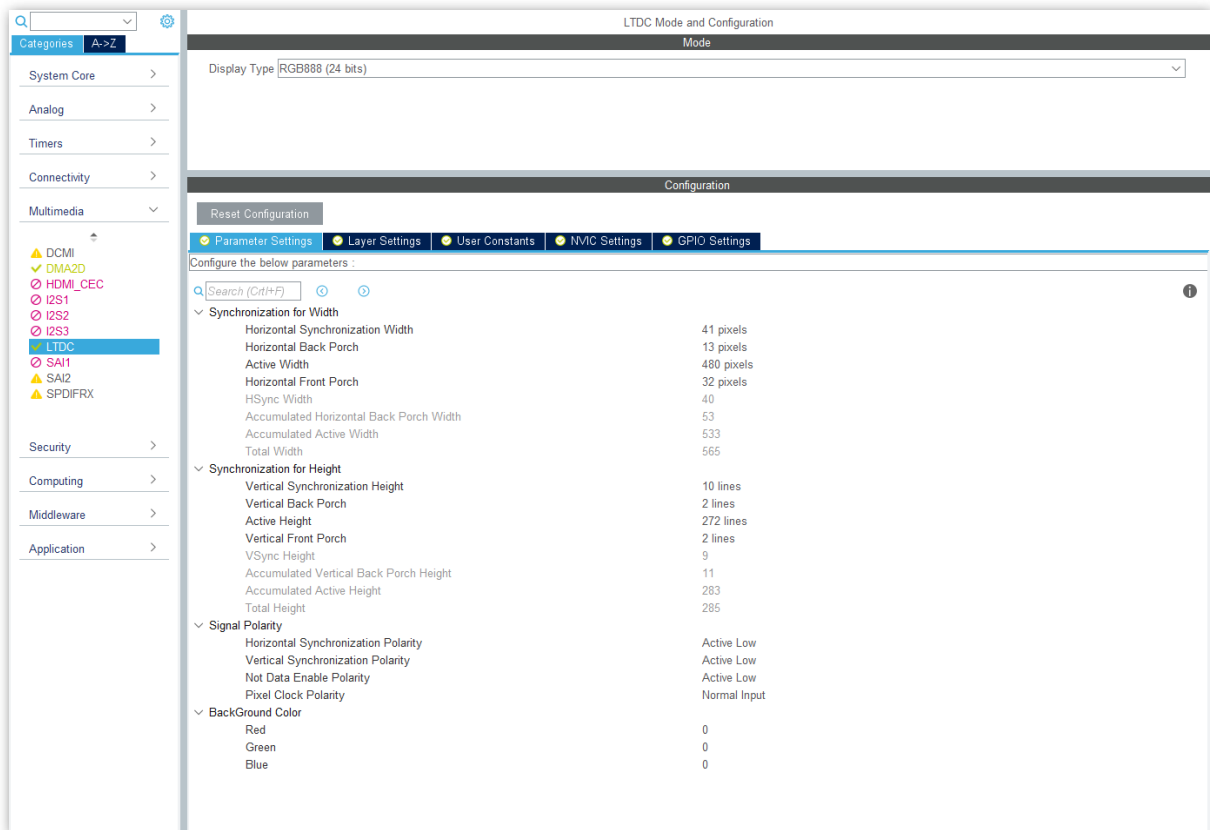 Categories A->Z
System Core
Analog
Timers
Connectivity
Multimedia
DCMI
DMA2D
HDMI_CEC
I2S1
I2S2
I2S3
LTDC
SAI1
SAI2
SPDIFRX
Security
Computing
Middleware
Application
LTDC Mode and Configuration
Mode
Display Type RGB888 (24 bits)
Configuration
Reset Configuration
Parameter Settings Layer Settings User Constants NVIC Settings GPIO Settings
Configure the below parameters :
Search (Crtl+F)
Synchronization for Width
Horizontal Synchronization Width 41 pixels
Horizontal Back Porch 13 pixels
Active Width 480 pixels
Horizontal Front Porch 32 pixels
HSync Width 40
Accumulated Horizontal Back Porch Width 53
Accumulated Active Width 533
Total Width 565
Synchronization for Height
Vertical Synchronization Height 10 lines
Vertical Back Porch 2 lines
Active Height 272 lines
Vertical Front Porch 2 lines
VSync Height 9
Accumulated Vertical Back Porch Height 11
Accumulated Active Height 283
Total Height 285
Signal Polarity
Horizontal Synchronization Polarity Active Low
Vertical Synchronization Polarity Active Low
Not Data Enable Polarity Active Low
Pixel Clock Polarity Normal Input
BackGround Color
Red 0
Green 0
Blue 0